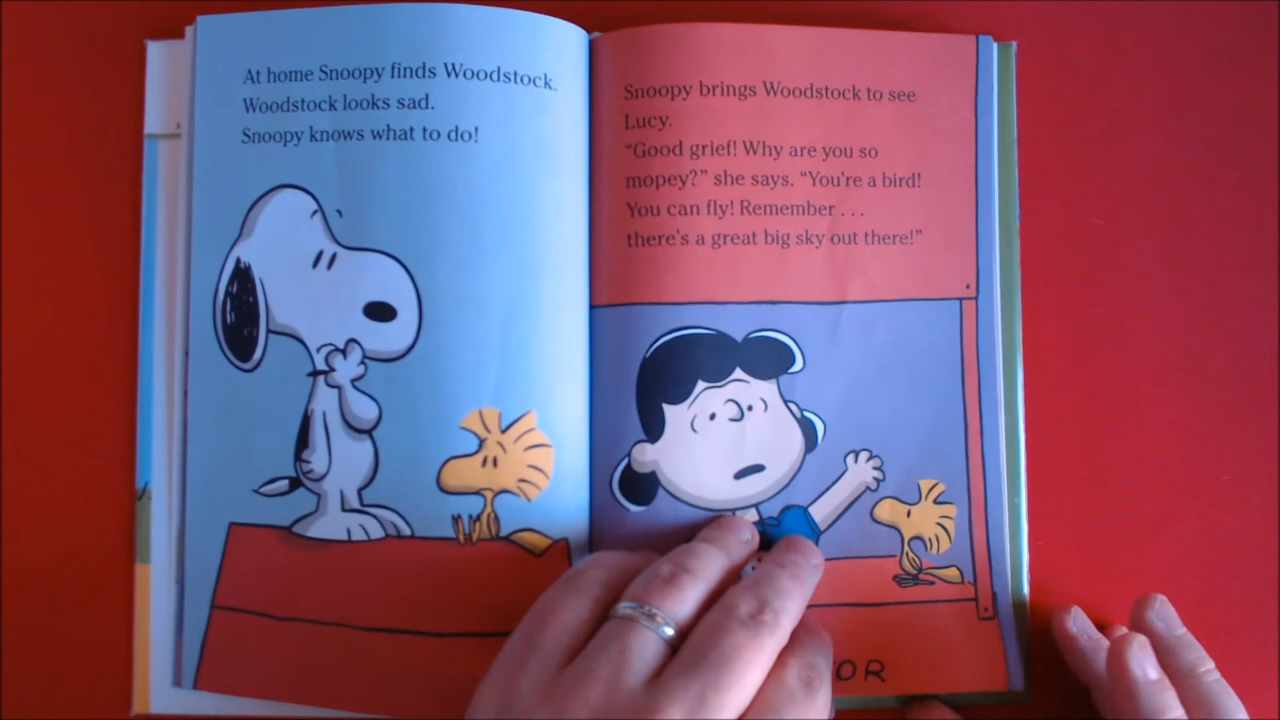 At home Snoopy finds Woodstock.
Woodstock looks sad.
Snoopy knows what to do!
Snoopy brings Woodstock to see
Lucy.
“Good grief! Why are you so
mopey?” she says. “You’re a bird!
You can fly! Remember . . .
there’s a great big sky out there!”
OR